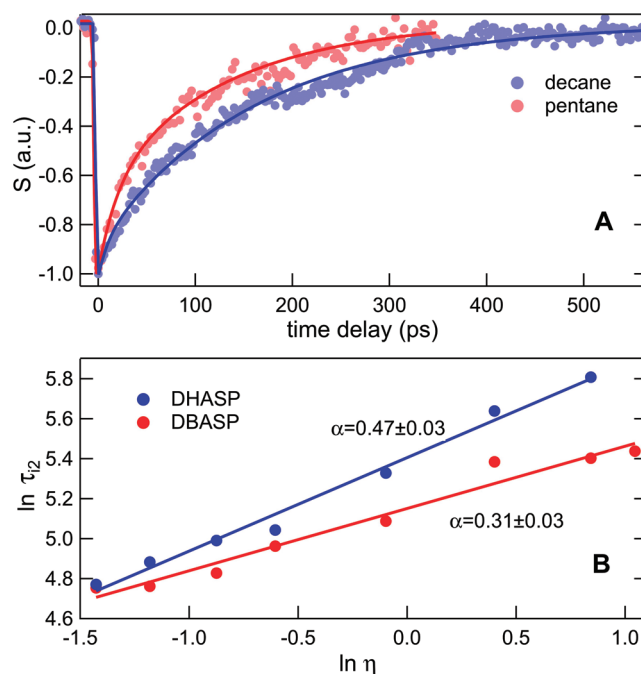 0.0
-0.2
-0.4
-0.6
-0.8
-1.0
S (a.u.)
decane
pentane
A
0
100
200
300
400
500
time delay (ps)
5.8
5.6
5.4
5.2
5.0
4.8
4.6
ln τi2
DHASP
DBASP
α=0.47±0.03
α=0.31±0.03
B
-1.5
-1.0
-0.5
0.0
0.5
1.0
ln η